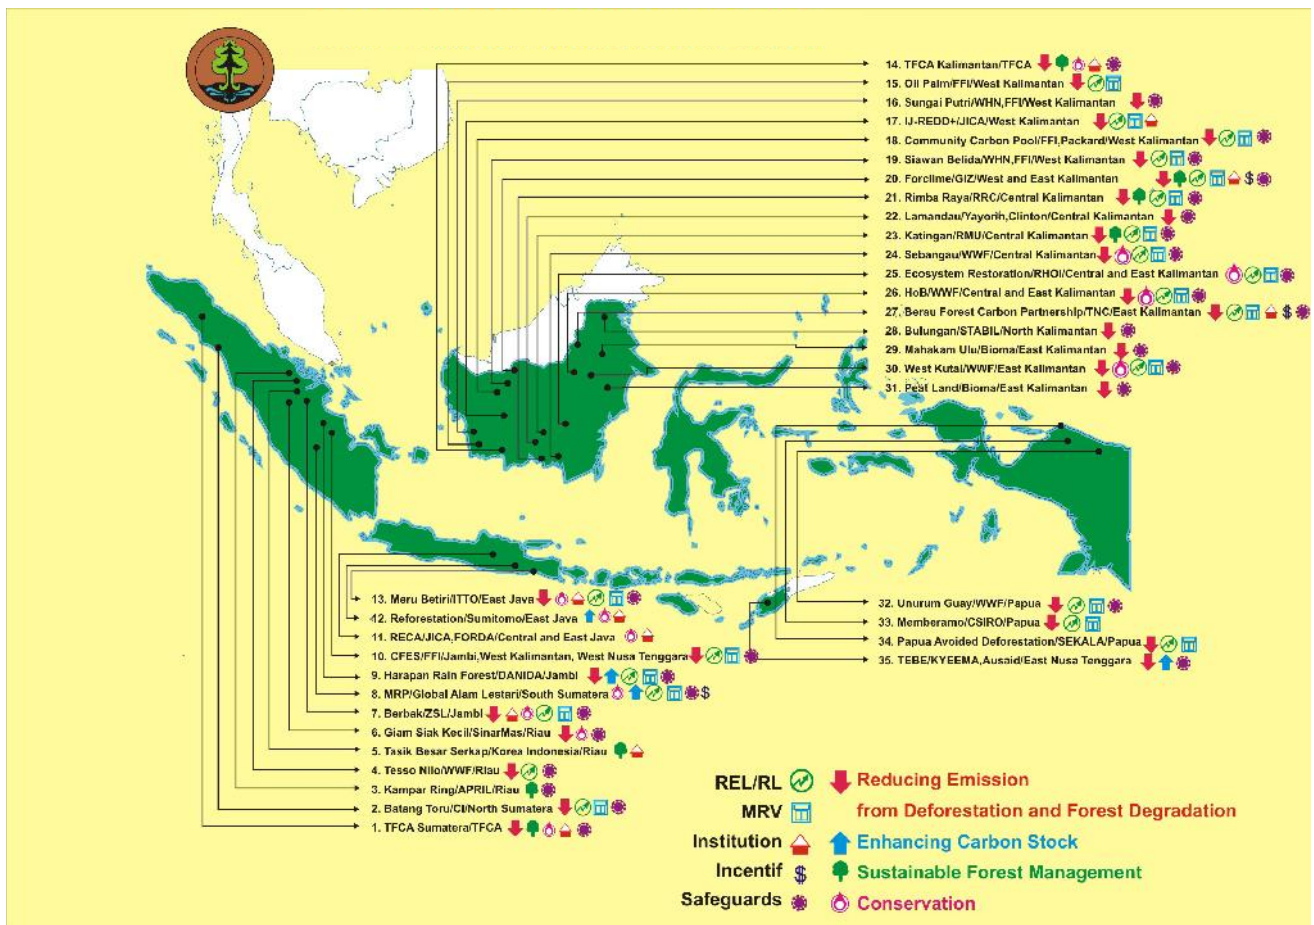 14. TFCA Kalimantan/TFCA
15. Oil Palm/FFI/West Kalimantan
16. Sungai Putri/WHN,FFI/West Kalimantan
17. IJ-REDD+/JICA/West Kalimantan
18. Community Carbon Pool/FFI,Packard/West Kalimantan
19. Siawan Belida/WHN,FFI/West Kalimantan
20. Forclime/GIZ/West and East Kalimantan
21. Rimba Raya/RRC/Central Kalimantan
22. Lamandau/Yayorin,Clinton/Central Kalimantan
23. Katingan/RMU/Central Kalimantan
24. Sebangau/WWF/Central Kalimantan
25. Ecosystem Restoration/RHOI/Central and East Kalimantan
26. HoB/WWF/Central and East Kalimantan
27. Berau Forest Carbon Partnership/TNC/East Kalimantan
28. Bulungan/STABIL/North Kalimantan
29. Mahakam Ulu/Bioma/East Kalimantan
30. West Kutai/WWF/East Kalimantan
31. Peat Land/Bioma/East Kalimantan
13. Meru Betiri/ITTO/East Java
12. Reforestation/Sumitomo/East Java
11. RECA/JICA,FORDA/Central and East Java
10. CFES/FFI/Jambi,West Kalimantan, West Nusa Tenggara
9. Harapan Rain Forest/DANIDA/Jambi
8. MRP/Global Alam Lestari/South Sumatera
7. Berbak/ZSL/Jambi
6. Giam Siak Kecil/SinarMas/Riau
5. Tasik Besar Serkap/Korea Indonesia/Riau
4. Tesso Nilo/WWF/Riau
3. Kampar Ring/APRIL/Riau
2. Batang Toru/CI/North Sumatera
1. TFCA Sumatera/TFCA
32. Unurum Guay/WWF/Papua
33. Memberamo/CSIRO/Papua
34. Papua Avoided Deforestation/SEKALA/Papua
35. TEBE/KYEEMA,Ausaid/East Nusa Tenggara
REL/RL Reducing Emission
MRV from Deforestation and Forest Degradation
Institution Enhancing Carbon Stock
Incentif $ Sustainable Forest Management
Safeguards Conservation